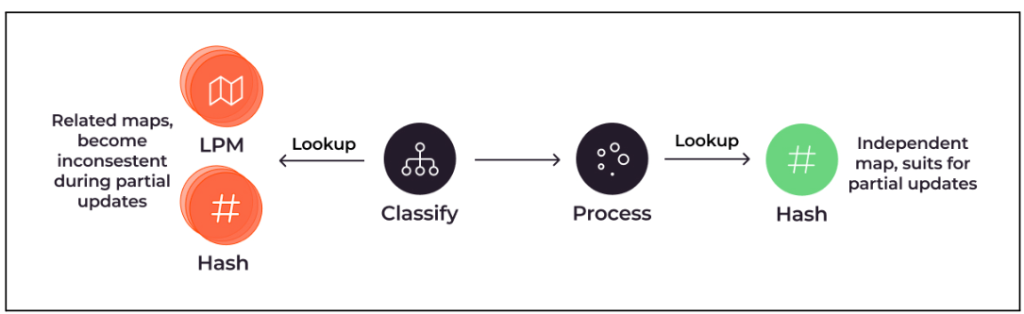 Related maps,
become
inconsestent
during partial
updates
LPM
Hash
Lookup
Classify
Process
Lookup
Hash
Independent
map, suits for
partial updates